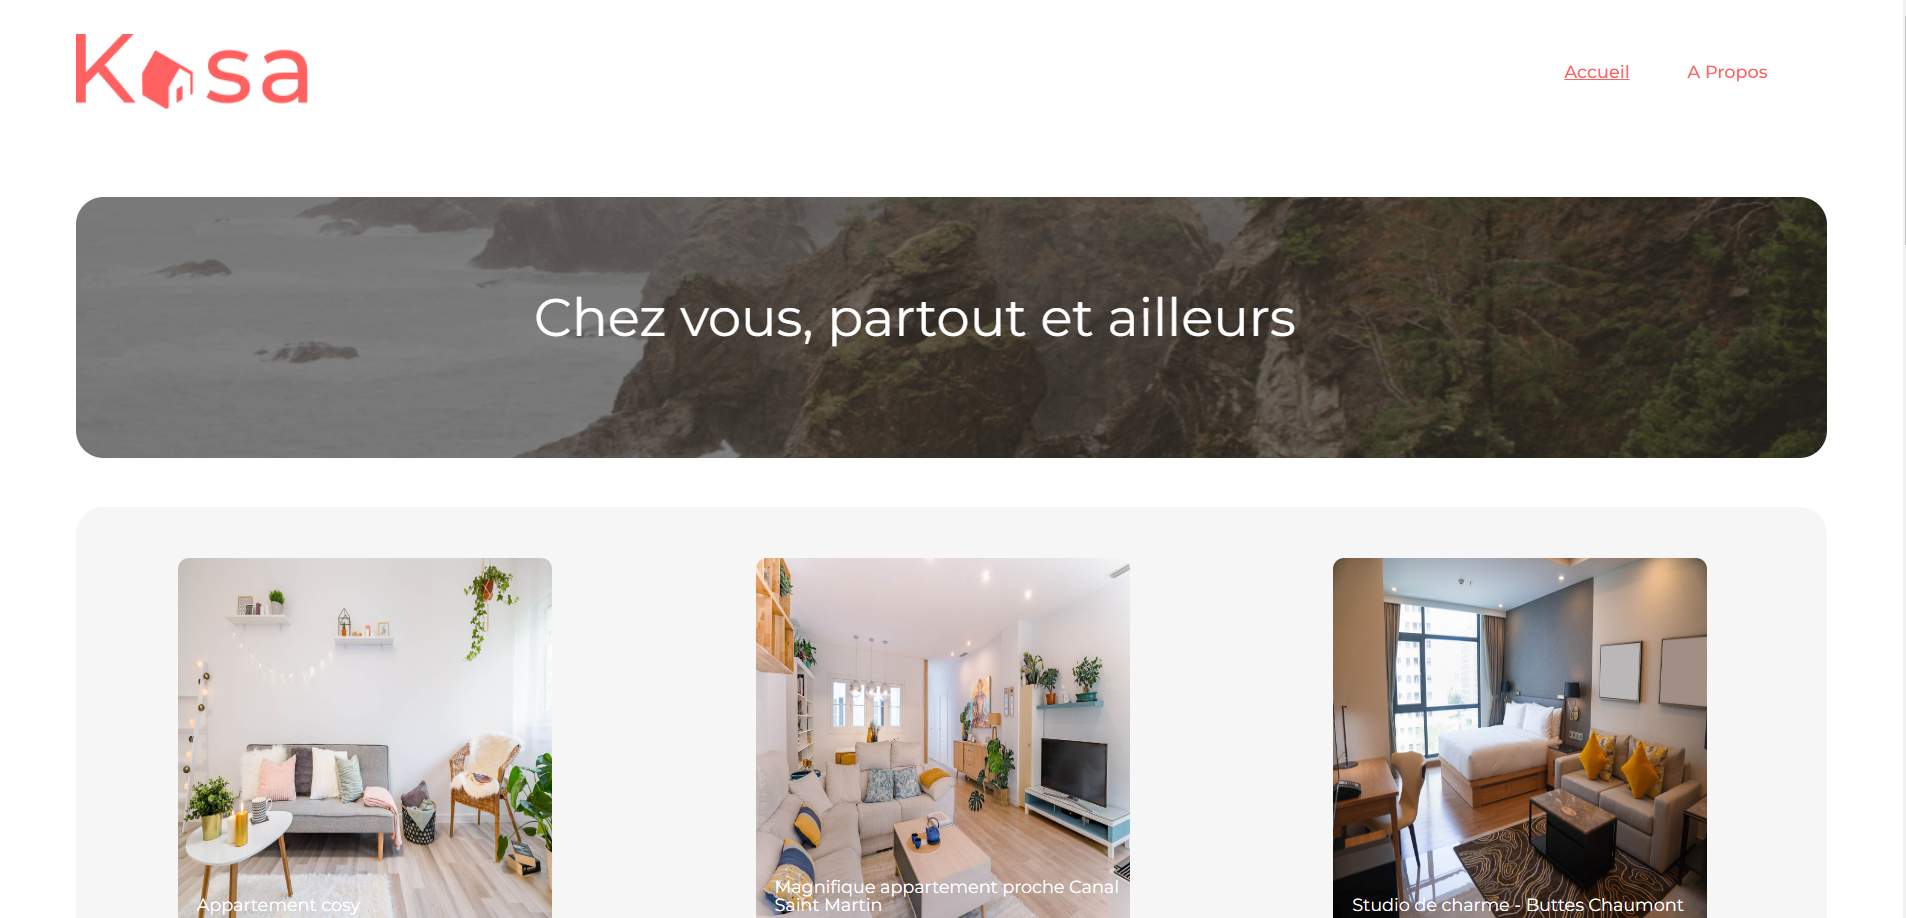 Kasa
Accueil
A Propos
Chez vous, partout et ailleurs
Appartement cosy
Magnifique appartement proche Canal
Saint Martin
Studio de charme - Buttes Chaumont